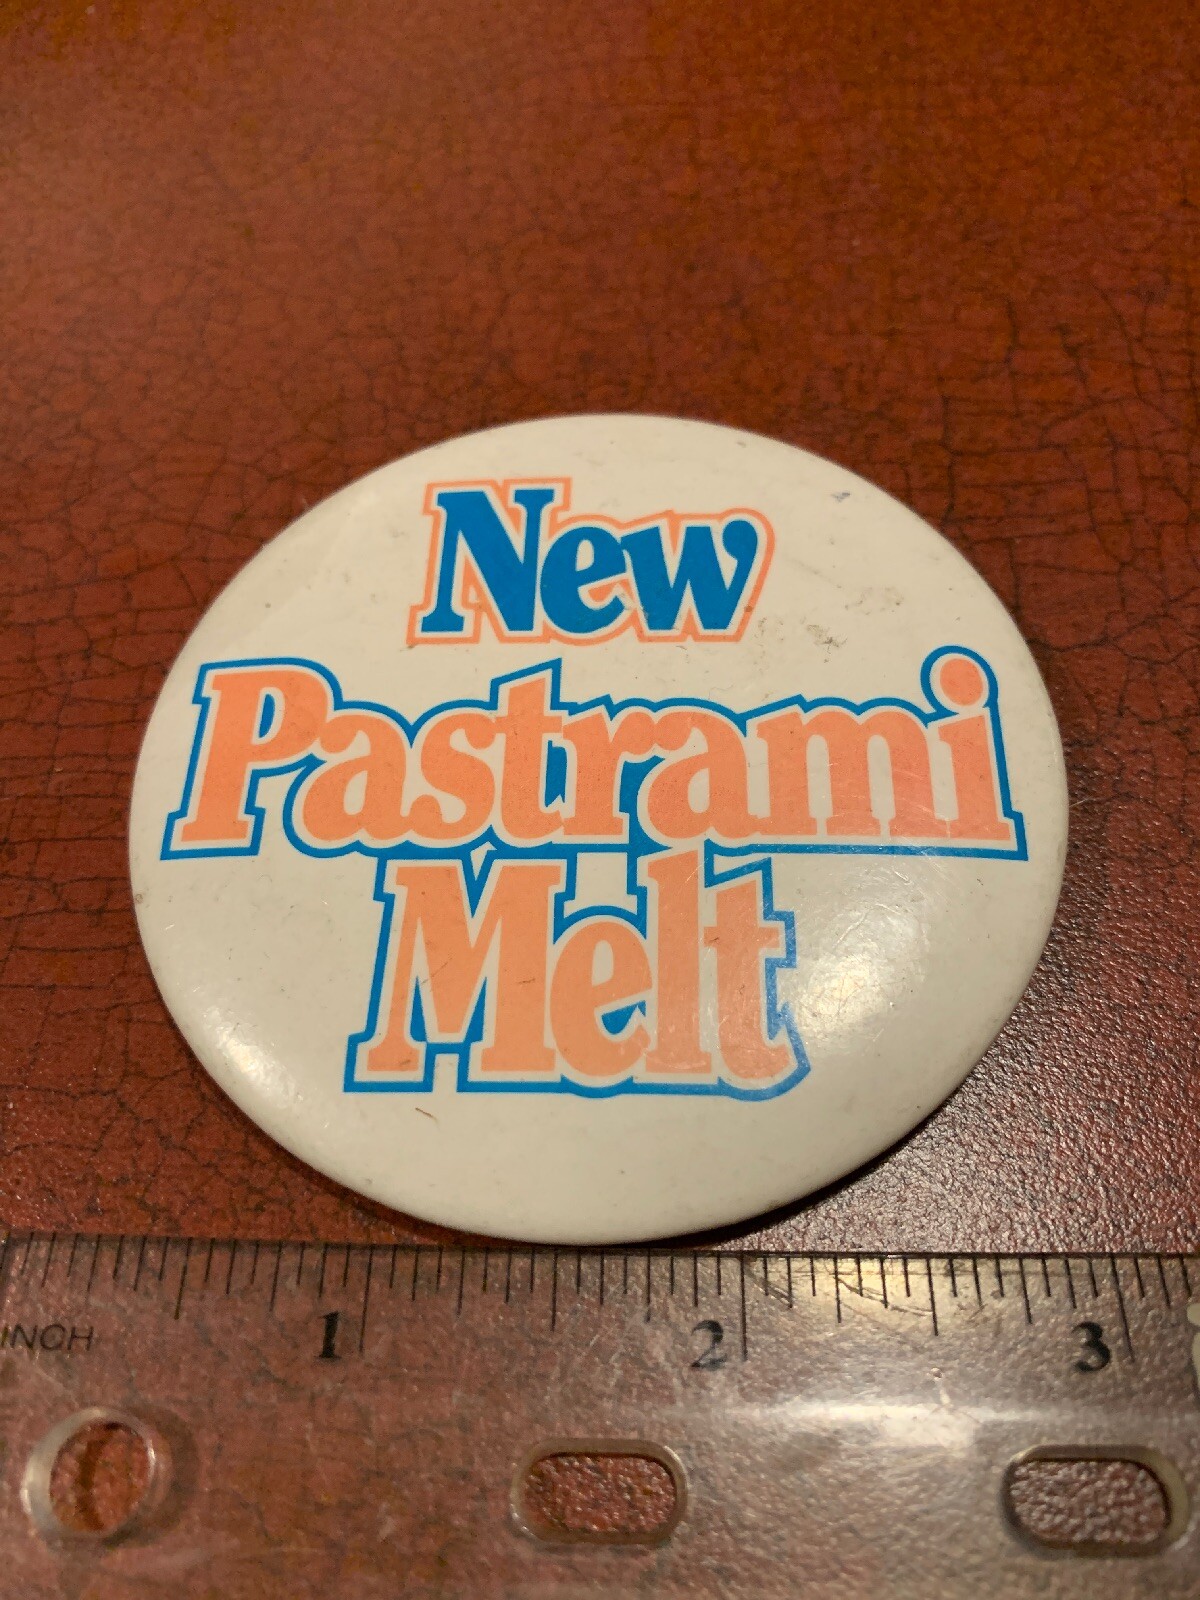 New
Pastrami
Melt
INCH 1 2 3